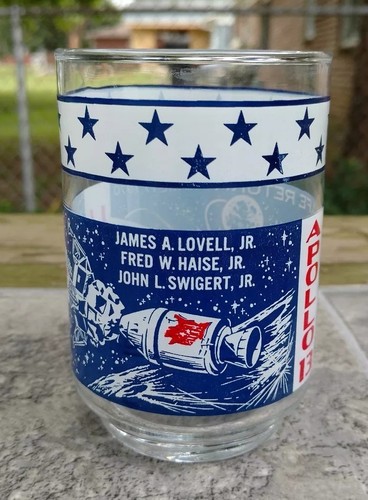 JAMES A. LOVELL, JR.
FRED W. HAISE, JR.
JOHN L. SWIGERT, JR.
APOLLO 13